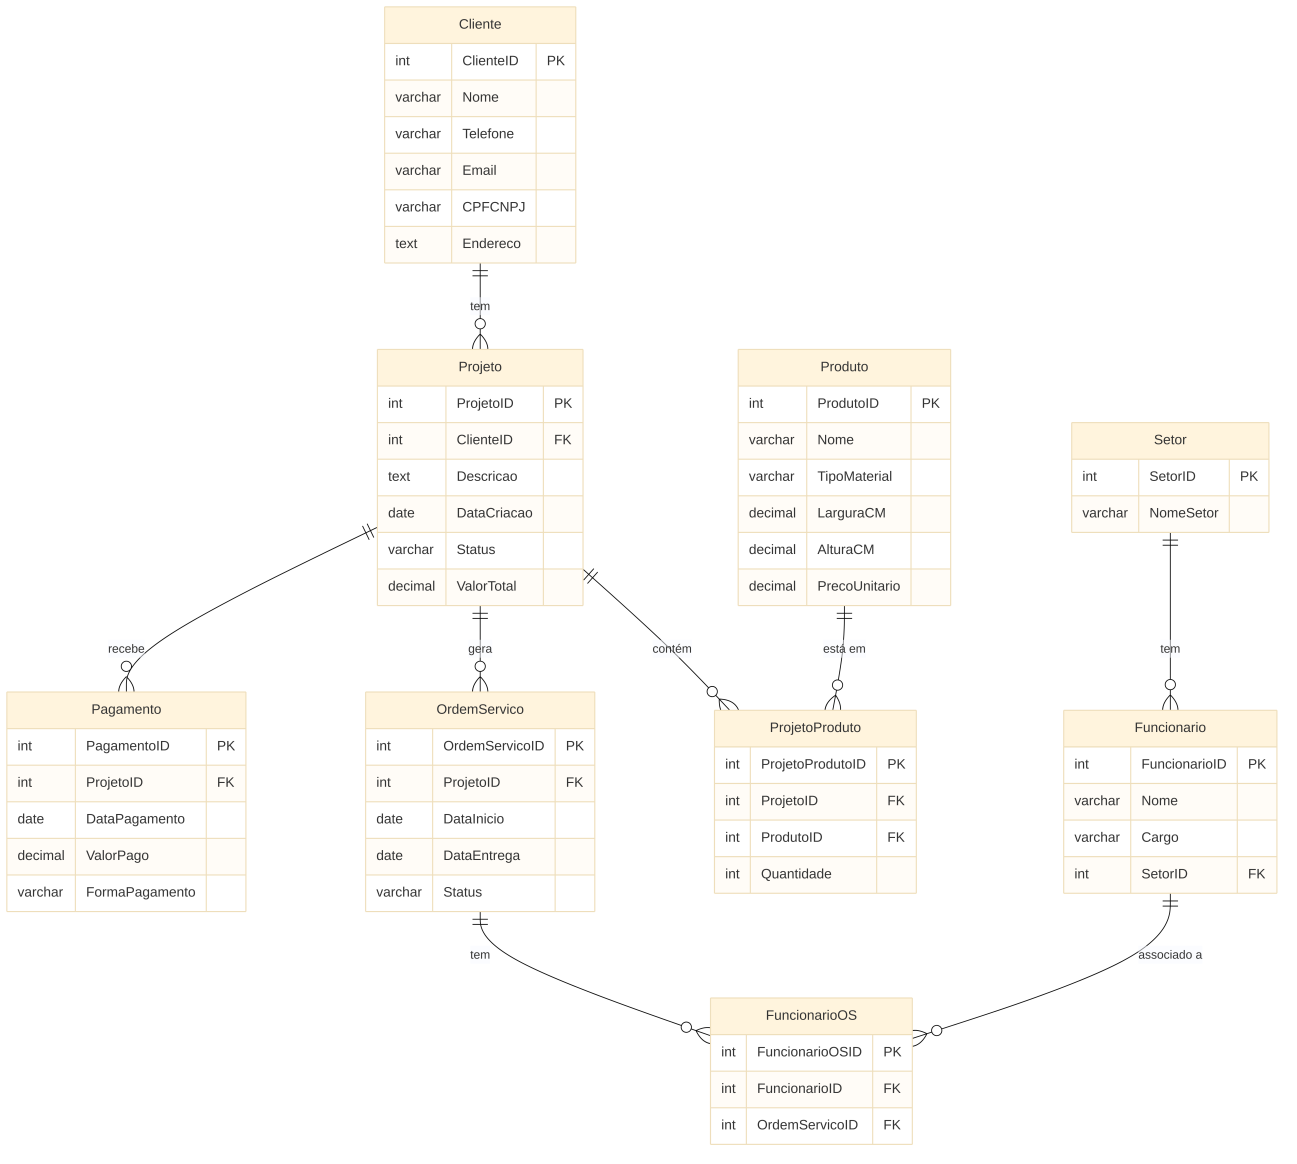 Cliente
int ClienteID PK
varchar Nome
varchar Telefone
varchar Email
varchar CPFCNPJ
text Endereco
tem
Projeto
int ProjetoID PK
int ClienteID FK
text Descricao
date DataCriacao
varchar Status
decimal ValorTotal
Produto
int ProdutoID PK
varchar Nome
varchar TipoMaterial
decimal LarguraCM
decimal AlturaCM
decimal PrecoUnitario
Setor
int SetorID PK
varchar NomeSetor
recebe
gera
contém
está em
tem
Pagamento
int PagamentoID PK
int ProjetoID FK
date DataPagamento
decimal ValorPago
varchar FormaPagamento
OrdemServico
int OrdemServicoID PK
int ProjetoID FK
date DataInicio
date DataEntrega
varchar Status
ProjetoProduto
int ProjetoProdutoID PK
int ProjetoID FK
int ProdutoID FK
int Quantidade
Funcionario
int FuncionarioID PK
varchar Nome
varchar Cargo
int SetorID FK
tem
associado a
FuncionarioOS
int FuncionarioOSID PK
int FuncionarioID FK
int OrdemServicoID FK